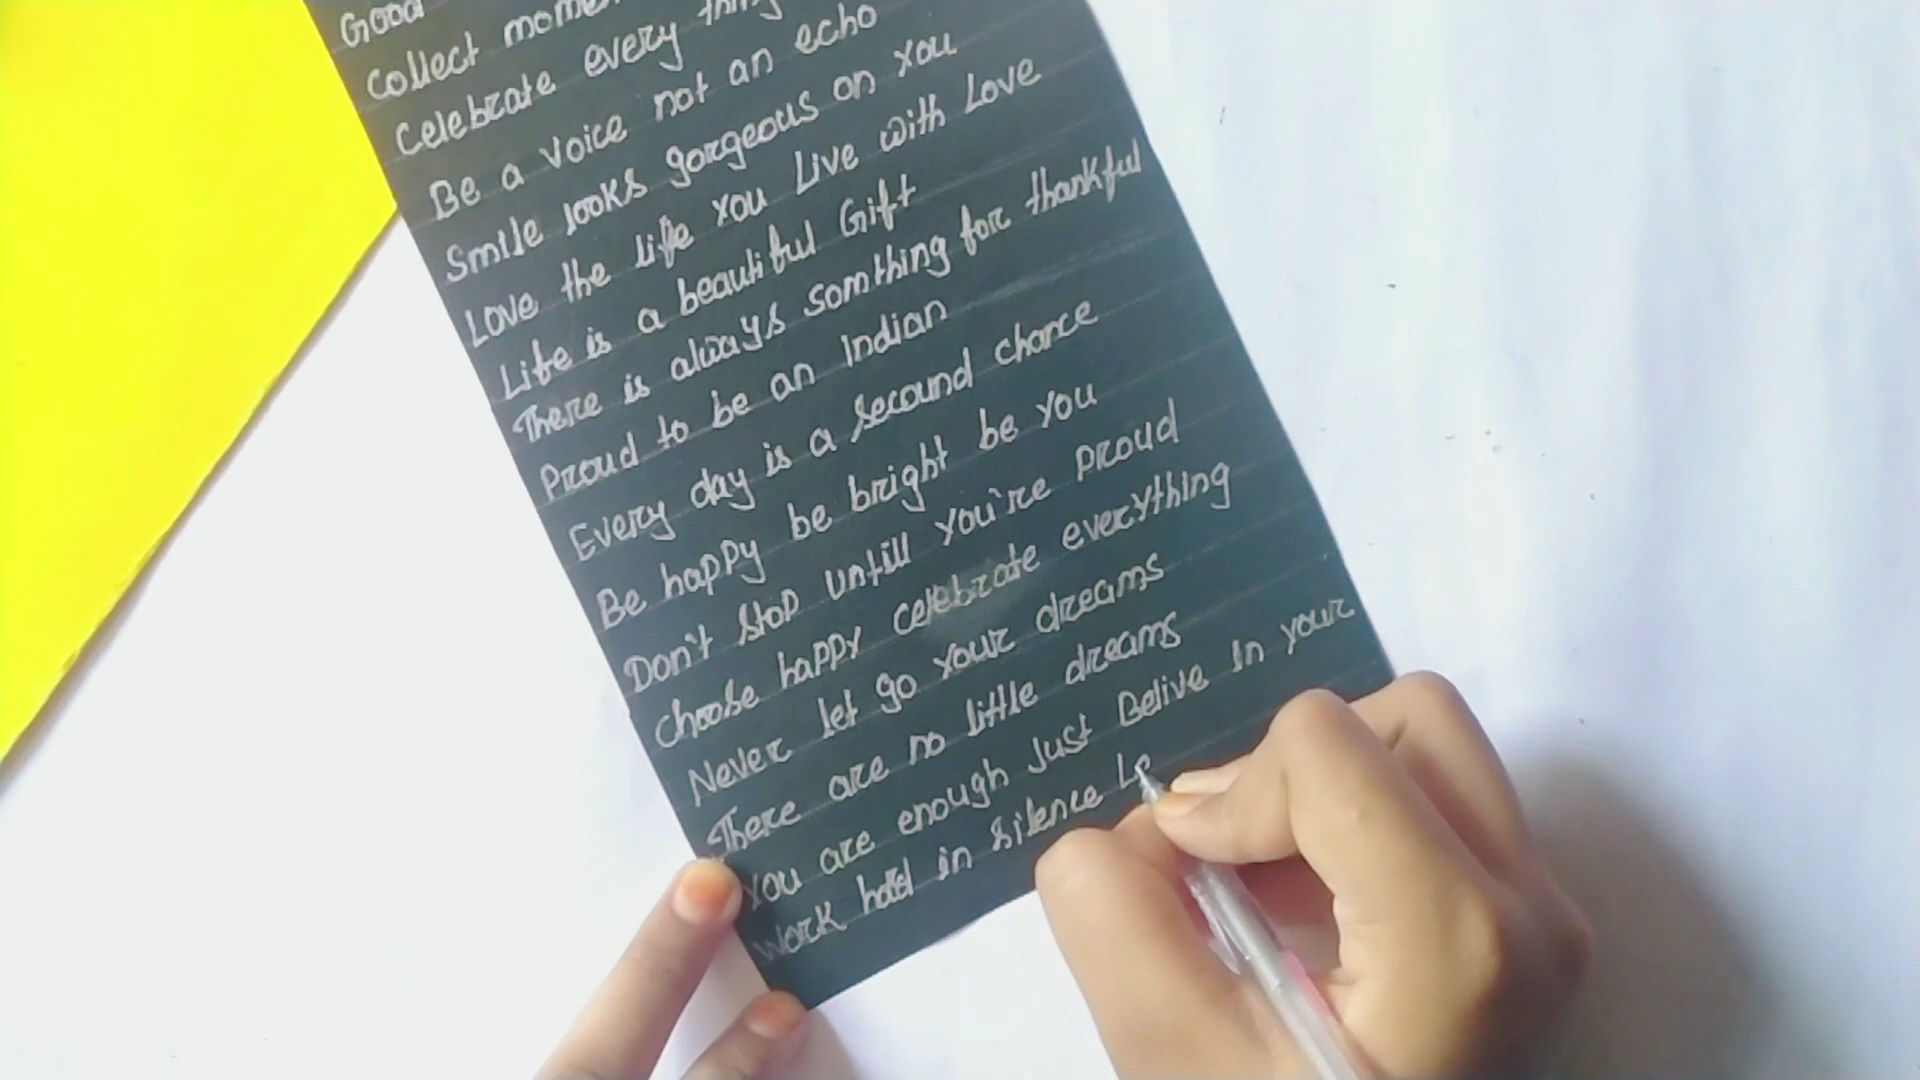 Good
Collect
Celebrate every thing
Be a Voice not an echo
Smile looks gorgeous on you
Love the life you Live with Love
Life is a beautiful Gift
There is always somthing for thankful
Proud to be an Indian
Every day is a second chance
Be happy be bright be you
Don't stop untill you're proud
choose happy celebrate everything
Never let go your dreams
There are no little dreams
You are enough Just Belive in your
Work hard in silence Le